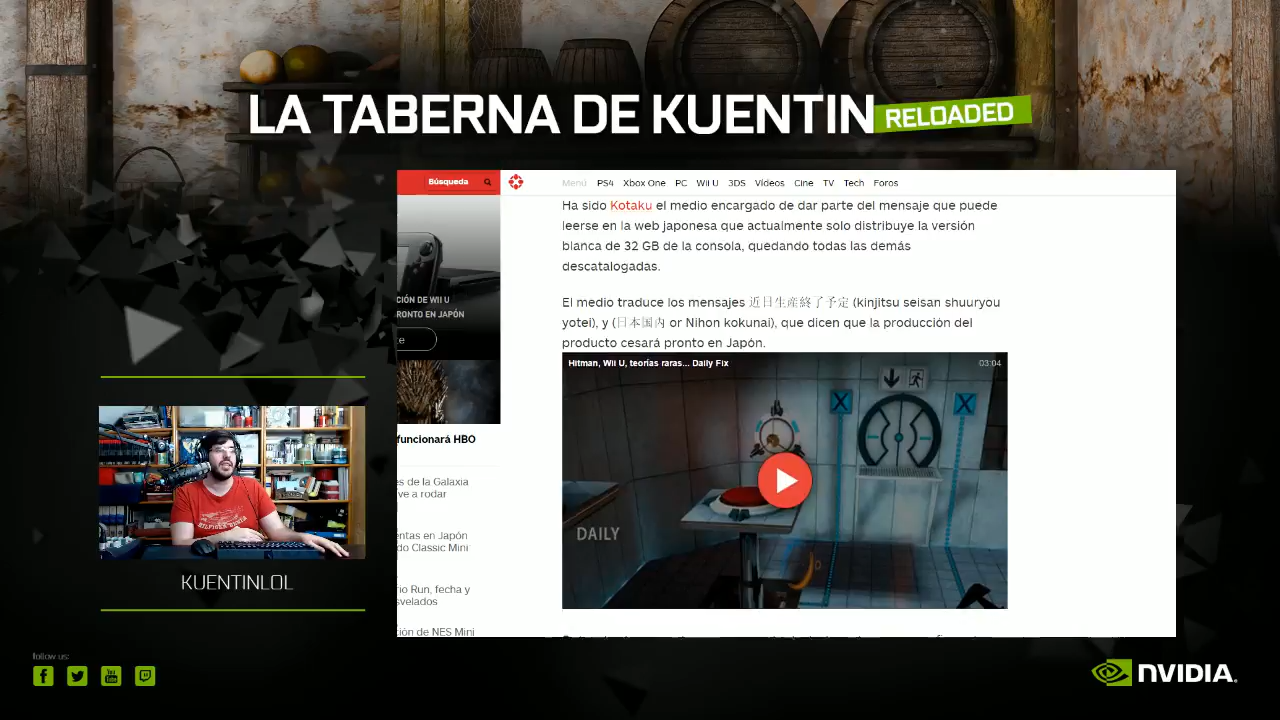 LA TABERNA DE KUENTIN RELOADED
Búsqueda
Menú PS4 Xbox One PC Wii U 3DS Vídeos Cine TV Tech Foros
Ha sido Kotaku el medio encargado de dar parte del mensaje que puede
leerse en la web japonesa que actualmente solo distribuye la versión
blanca de 32 GB de la consola, quedando todas las demás
descatalogadas.
El medio traduce los mensajes 近日生産終了予定 (kinjitsu seisan shuuryou
yotei), y (日本国内 or Nihon kokunai), que dicen que la producción del
producto cesará pronto en Japón.
CIÓN DE WII U
PRONTO EN JAPÓN
te
funcionará HBO
es de la Galaxia
ve a rodar
entas en Japón
do Classic Mini
rio Run, fecha y
svelados
ción de NES Mini
Hitman, Wii U, teorías raras... Daily Fix
03:04
DAILY
KUENTINLOL
follow us:
You
Tube
NVIDIA